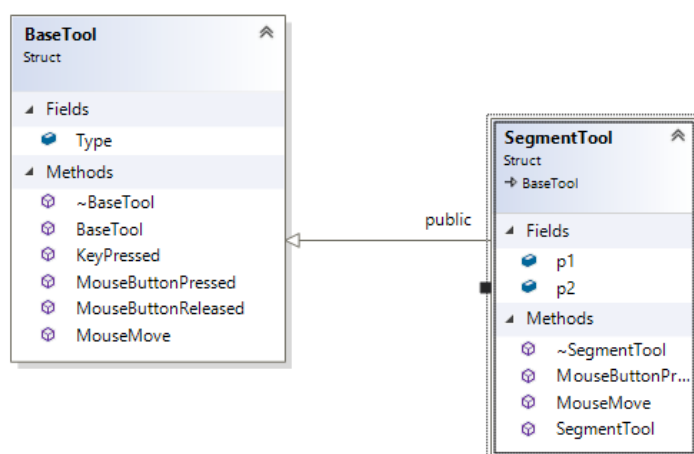 BaseTool
Struct
Fields
Type
Methods
~BaseTool
BaseTool
KeyPressed
MouseButtonPressed
MouseButtonReleased
MouseMove
public
SegmentTool
Struct
BaseTool
Fields
p1
p2
Methods
~SegmentTool
MouseButtonPr...
MouseMove
SegmentTool